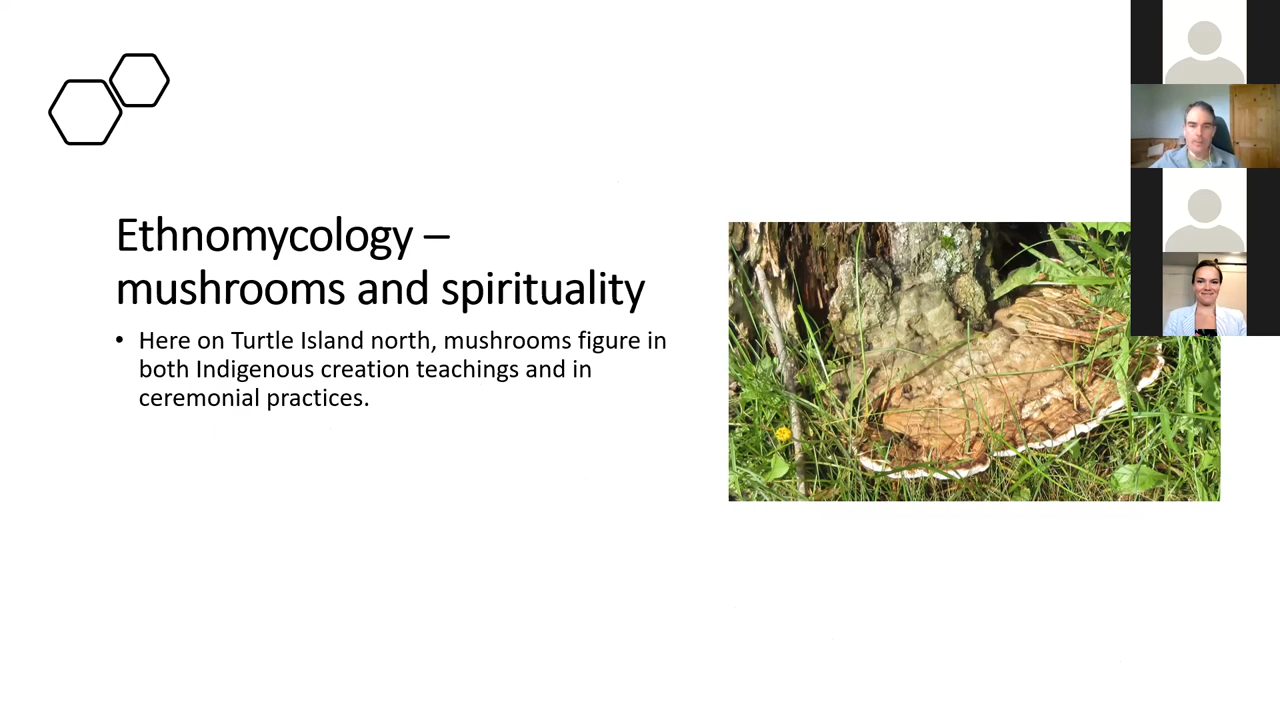 Ethnomycology –
mushrooms and spirituality
• Here on Turtle Island north, mushrooms figure in
both Indigenous creation teachings and in
ceremonial practices.